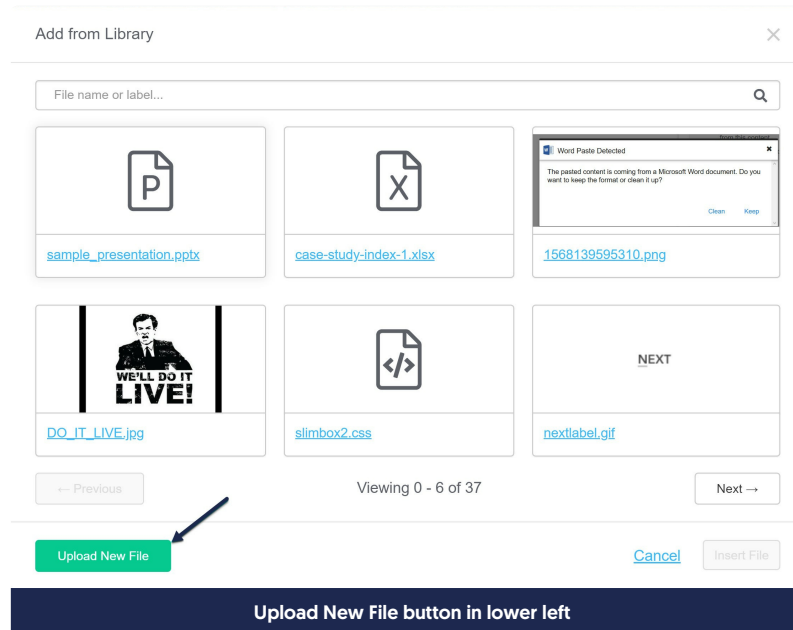 Add from Library
File name or label...
P
X
from this content
Word Paste Detected
The pasted content is coming from a Microsoft Word document. Do you
want to keep the format or clean it up?
Clean Keep
sample_presentation.pptx
case-study-index-1.xlsx
1568139595310.png
WE'LL DO IT
LIVE!
</>
NEXT
DO_IT_LIVE.jpg
slimbox2.css
nextlabel.gif
← Previous
Viewing 0 - 6 of 37
Next →
Upload New File
Cancel
Insert File
Upload New File button in lower left